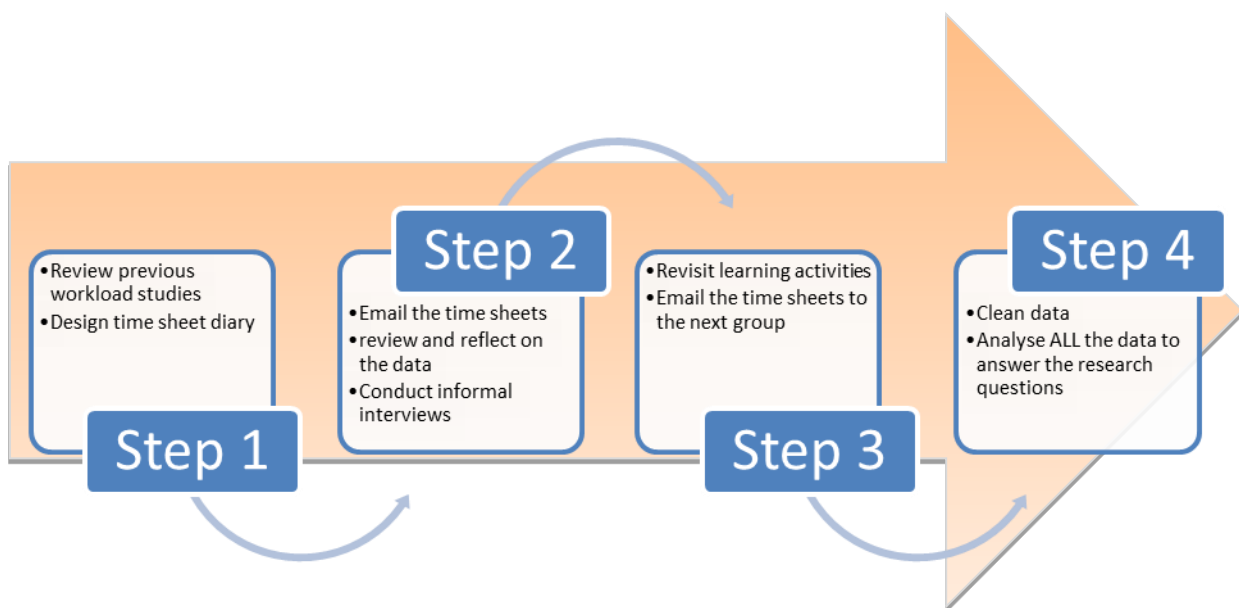 Step 1
•Review previous
workload studies
•Design time sheet diary
Step 2
•Email the time sheets
•review and reflect on
the data
•Conduct informal
interviews
Step 3
•Revisit learning activities
•Email the time sheets to
the next group
Step 4
•Clean data
•Analyse ALL the data to
answer the research
questions